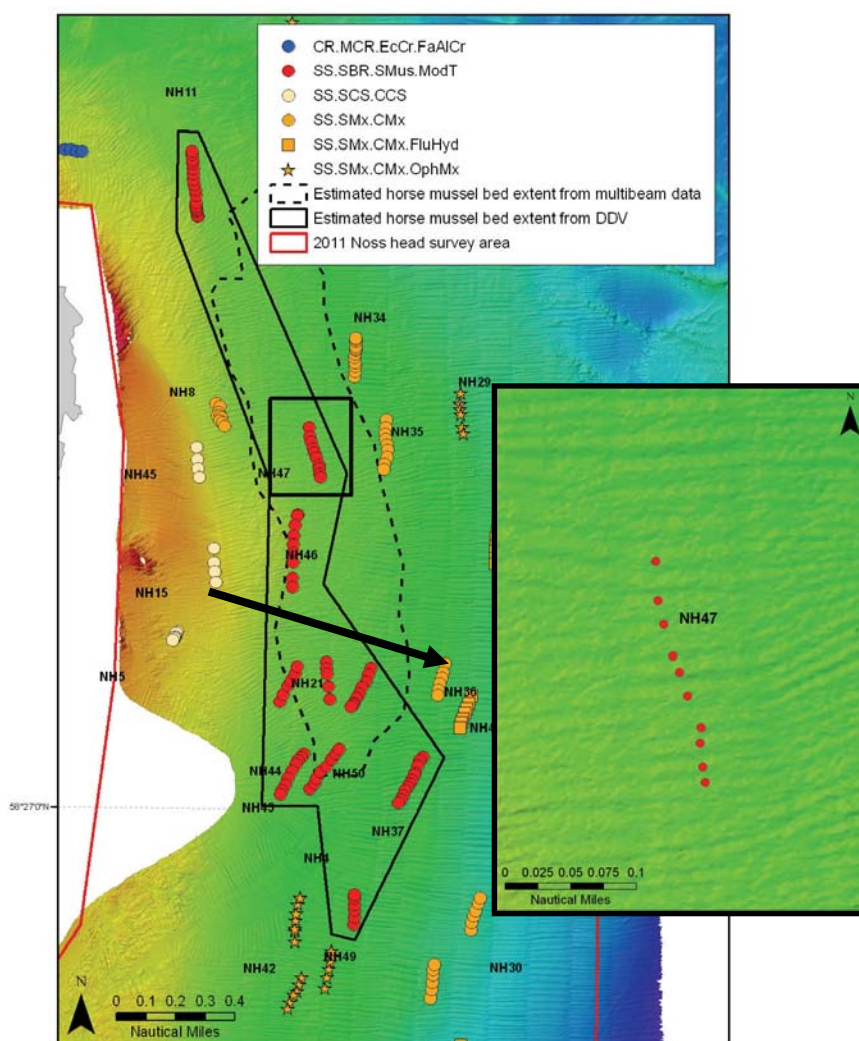 CR.MCR.EcCr.FaAlCr
SS.SBR.SMus.ModT
SS.SCS.CCS
SS.SMx.CMx
SS.SMx.CMx.FluHyd
SS.SMx.CMx.OphMx
Estimated horse mussel bed extent from multibeam data
Estimated horse mussel bed extent from DDV
2011 Noss head survey area
NH11
NH34
NH8
NH29
NH35
NH45
NH47
NH46
NH15
NH5
NH21
NH36
NH4
NH44
NH50
NH43
NH37
NH4
NH42
NH49
NH30
58°27'0"N
N
0 0.1 0.2 0.3 0.4
Nautical Miles
N
NH47
0 0.025 0.05 0.075 0.1
Nautical Miles